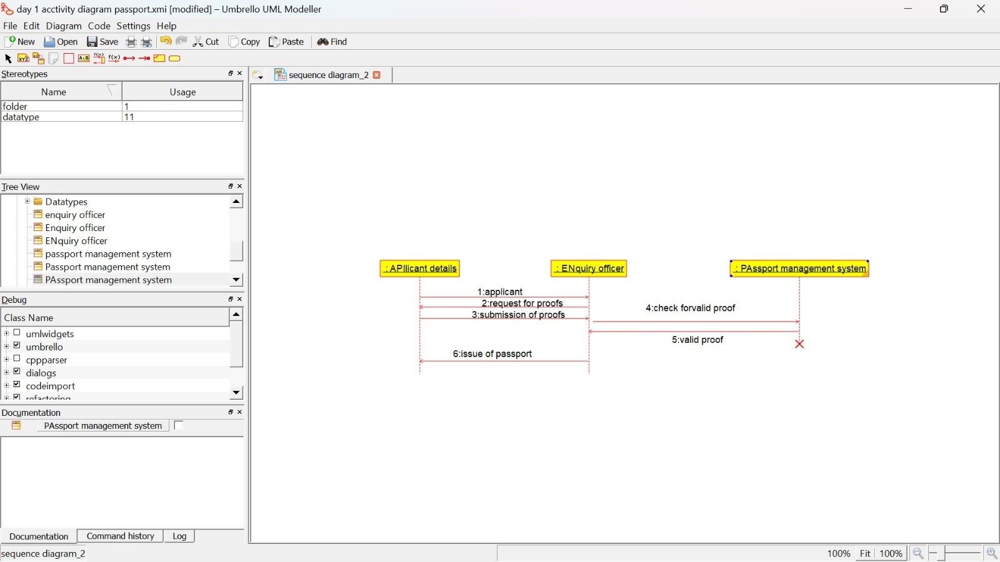 day 1 acctivity diagram passport.xmi [modified] – Umbrello UML Modeller
File Edit Diagram Code Settings Help
New Open Save Cut Copy Paste Find
XYZ XYZ A:B f(x) f(x)
Stereotypes
sequence diagram_2
Name Usage
folder 1
datatype 11
Tree View
Datatypes
enquiry officer
Enquiry officer
ENquiry officer
passport management system
Passport management system
PAssport management system
: APllicant details : ENquiry officer : PAssport management system
1:applicant
2:request for proofs
3:submission of proofs
4:check forvalid proof
5:valid proof
6:issue of passport
Debug
Class Name
umlwidgets
umbrello
cppparser
dialogs
codeimport
refactoring
Documentation
PAssport management system
Documentation Command history Log
sequence diagram_2
100% Fit 100%